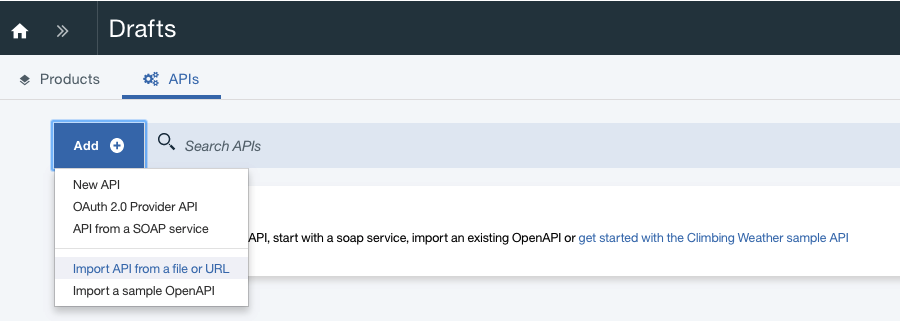 Drafts
Products
APIs
Add
Search APIs
New API
OAuth 2.0 Provider API
API from a SOAP service
API, start with a soap service, import an existing OpenAPI or get started with the Climbing Weather sample API
Import API from a file or URL
Import a sample OpenAPI